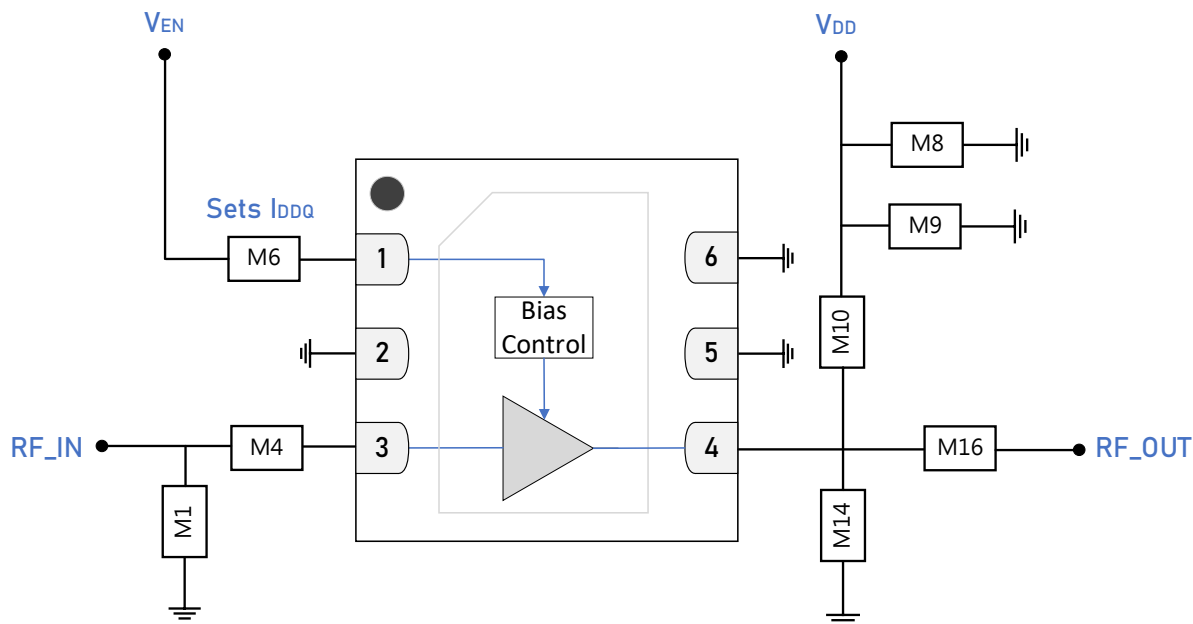 VEN
VDD
M8
Sets IDDQ
M9
M6
1
6
Bias
Control
M10
2
5
RF_IN
M4
3
4
M16
RF_OUT
M1
M14